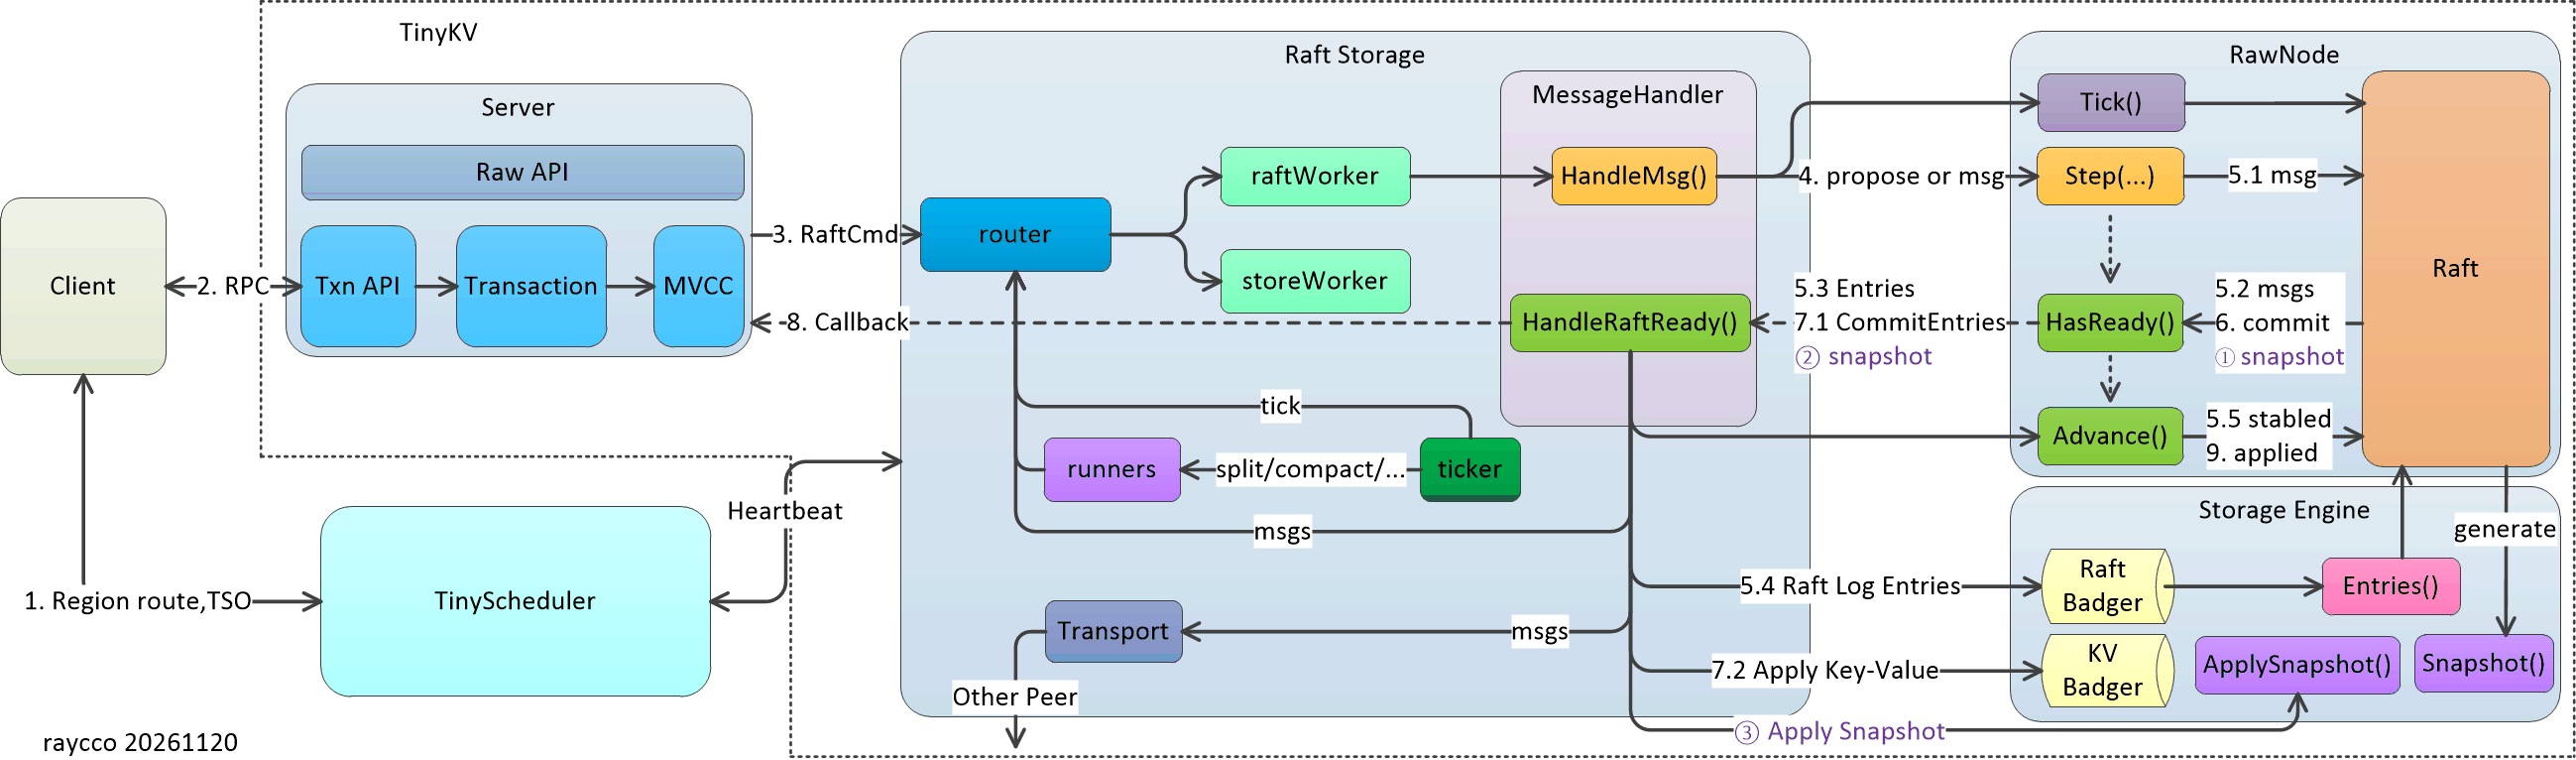 TinyKV
Server
Raw API
Txn API
Transaction
MVCC
Client
2. RPC
3. RaftCmd
8. Callback
1. Region route,TSO
TinyScheduler
Heartbeat
raycco 20261120
Raft Storage
router
raftWorker
storeWorker
MessageHandler
HandleMsg()
HandleRaftReady()
tick
runners
split/compact/...
ticker
msgs
Transport
msgs
Other Peer
4. propose or msg
5.3 Entries
7.1 CommitEntries
② snapshot
5.4 Raft Log Entries
7.2 Apply Key-Value
③ Apply Snapshot
RawNode
Tick()
Step(...)
5.1 msg
HasReady()
5.2 msgs
6. commit
① snapshot
Advance()
5.5 stabled
9. applied
Raft
Storage Engine
generate
Raft
Badger
Entries()
KV
Badger
ApplySnapshot()
Snapshot()